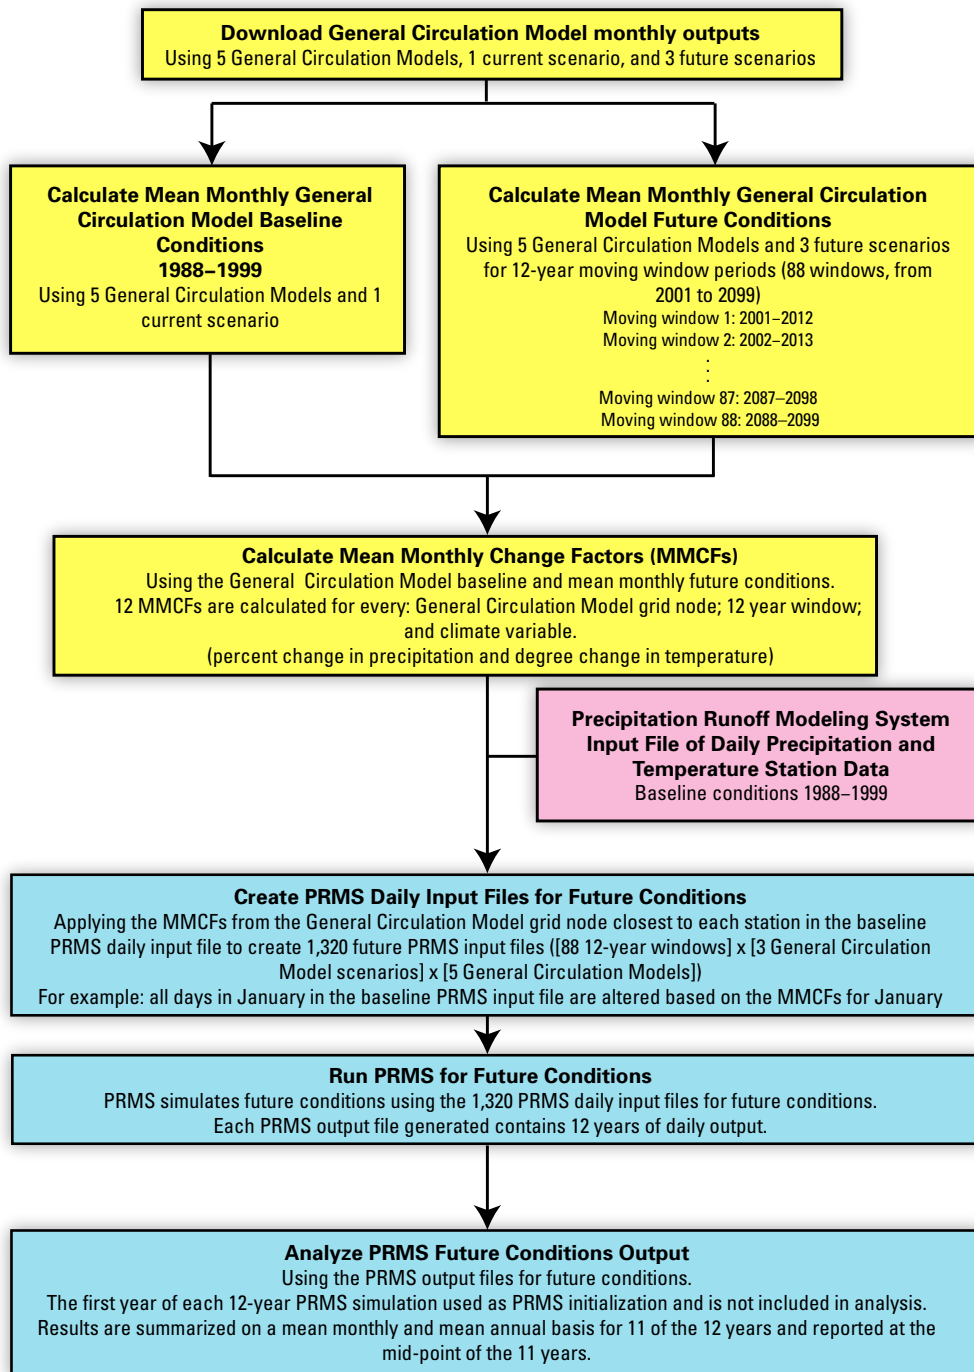 Download General Circulation Model monthly outputs
Using 5 General Circulation Models, 1 current scenario, and 3 future scenarios
Calculate Mean Monthly General
Circulation Model Baseline
Conditions
1988–1999
Using 5 General Circulation Models and 1
current scenario
Calculate Mean Monthly General Circulation
Model Future Conditions
Using 5 General Circulation Models and 3 future scenarios
for 12-year moving window periods (88 windows, from
2001 to 2099)
Moving window 1: 2001–2012
Moving window 2: 2002–2013
.
.
.
Moving window 87: 2087–2098
Moving window 88: 2088–2099
Calculate Mean Monthly Change Factors (MMCFs)
Using the General Circulation Model baseline and mean monthly future conditions.
12 MMCFs are calculated for every: General Circulation Model grid node; 12 year window;
and climate variable.
(percent change in precipitation and degree change in temperature)
Precipitation Runoff Modeling System
Input File of Daily Precipitation and
Temperature Station Data
Baseline conditions 1988–1999
Create PRMS Daily Input Files for Future Conditions
Applying the MMCFs from the General Circulation Model grid node closest to each station in the baseline
PRMS daily input file to create 1,320 future PRMS input files ([88 12-year windows] x [3 General Circulation
Model scenarios] x [5 General Circulation Models])
For example: all days in January in the baseline PRMS input file are altered based on the MMCFs for January
Run PRMS for Future Conditions
PRMS simulates future conditions using the 1,320 PRMS daily input files for future conditions.
Each PRMS output file generated contains 12 years of daily output.
Analyze PRMS Future Conditions Output
Using the PRMS output files for future conditions.
The first year of each 12-year PRMS simulation used as PRMS initialization and is not included in analysis.
Results are summarized on a mean monthly and mean annual basis for 11 of the 12 years and reported at the
mid-point of the 11 years.